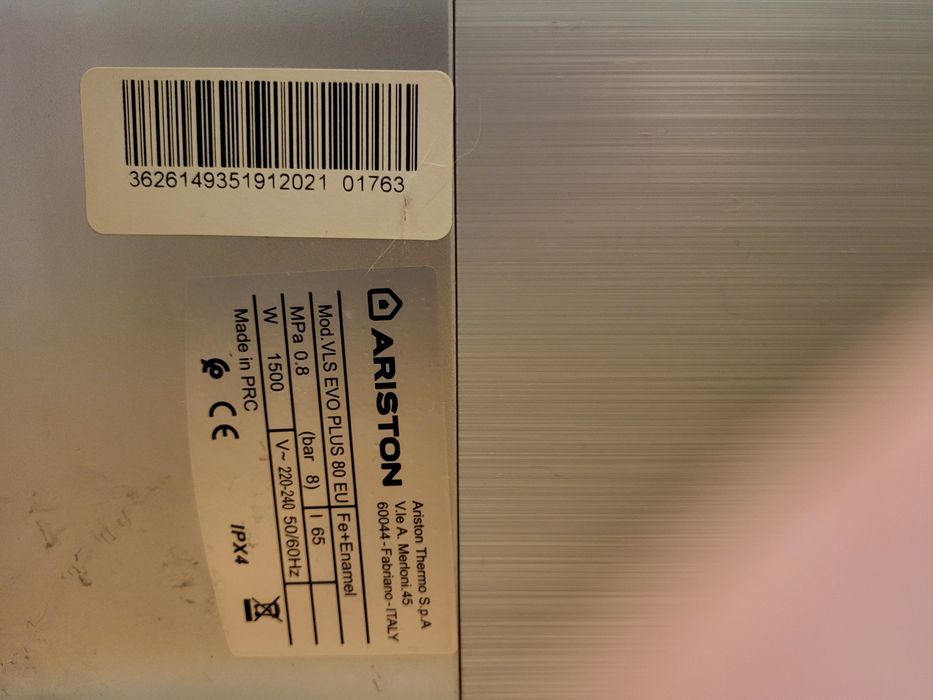 3626149351912021 01763
ARISTON
Ariston Thermo S.p.A
V.le A. Merloni.45
60044 - Fabriano - ITALY
Mod.VLS EVO PLUS 80 EU Fe+Enamel
MPa 0.8 (bar 8) l 65
W 1500 V~ 220-240 50/60Hz
Made in PRC
CE IPX4